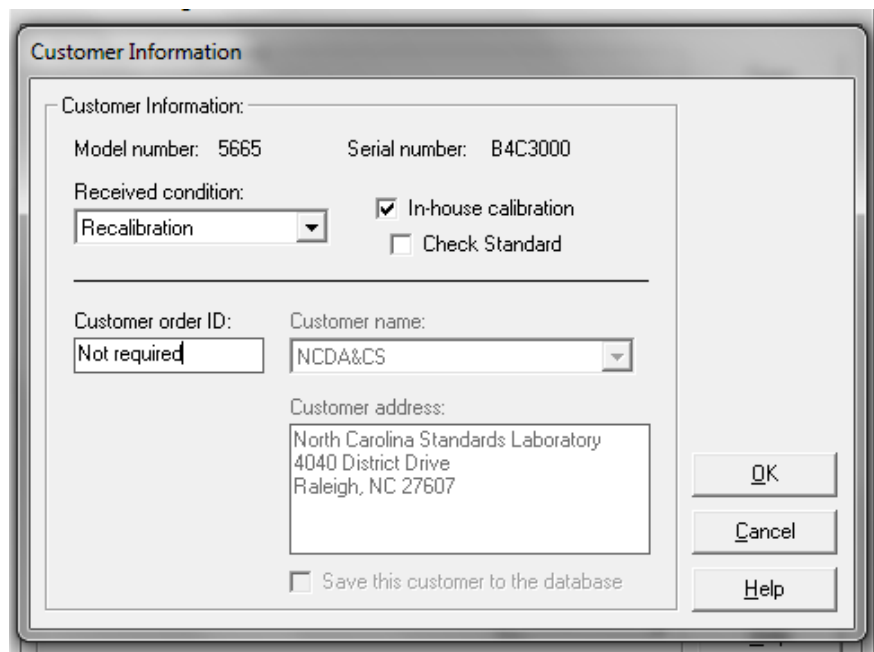 Customer Information
Customer Information:
Model number: 5665 Serial number: B4C3000
Received condition:
Recalibration
In-house calibration
Check Standard
Customer order ID:
Not required
Customer name:
NCDA&CS
Customer address:
North Carolina Standards Laboratory
4040 District Drive
Raleigh, NC 27607
Save this customer to the database
OK
Cancel
Help